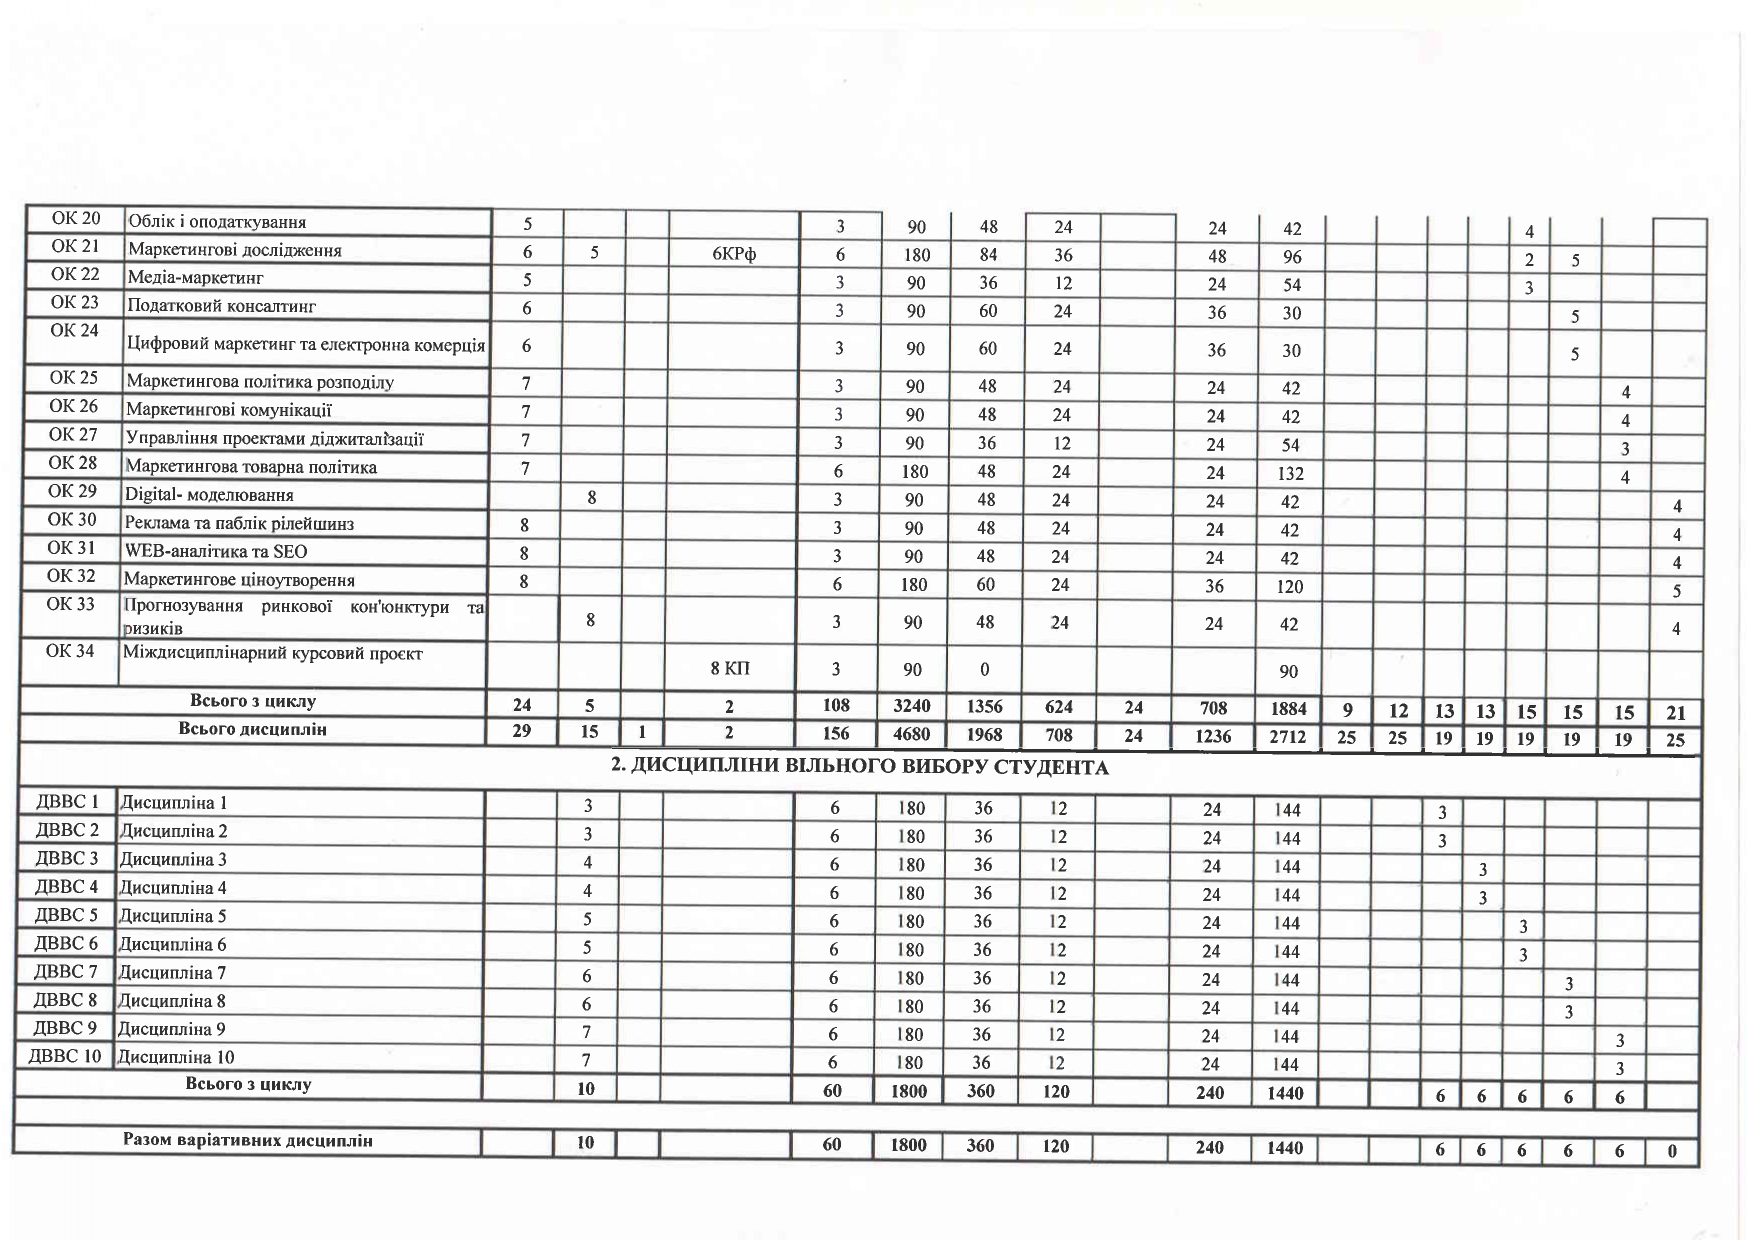 ОК 20 Облік і оподаткування 5 3 90 48 24 24 42 4
ОК 21 Маркетингові дослідження 6 5 6КРф 6 180 84 36 48 96 2 5
ОК 22 Медіа-маркетинг 5 3 90 36 12 24 54 3
ОК 23 Податковий консалтинг 6 3 90 60 24 36 30 5
ОК 24 Цифровий маркетинг та електронна комерція 6 3 90 60 24 36 30 5
ОК 25 Маркетингова політика розподілу 7 3 90 48 24 24 42 4
ОК 26 Маркетингові комунікації 7 3 90 48 24 24 42 4
ОК 27 Управління проектами діджиталізації 7 3 90 36 12 24 54 3
ОК 28 Маркетингова товарна політика 7 6 180 48 24 24 132 4
ОК 29 Digital- моделювання 8 3 90 48 24 24 42 4
ОК 30 Реклама та паблік рілейшинз 8 3 90 48 24 24 42 4
ОК 31 WEB-аналітика та SEO 8 3 90 48 24 24 42 4
ОК 32 Маркетингове ціноутворення 8 6 180 60 24 36 120 5
ОК 33 Прогнозування ринкової кон'юнктури та
ризиків 8 3 90 48 24 24 42 4
ОК 34 Міждисциплінарний курсовий проєкт 8 КП 3 90 0 90
Всього з циклу 24 5 2 108 3240 1356 624 24 708 1884 9 12 13 13 15 15 15 21
Всього дисциплін 29 15 1 2 156 4680 1968 708 24 1236 2712 25 25 19 19 19 19 19 25
2. ДИСЦИПЛІНИ ВІЛЬНОГО ВИБОРУ СТУДЕНТА
ДВВС 1 Дисципліна 1 3 6 180 36 12 24 144 3
ДВВС 2 Дисципліна 2 3 6 180 36 12 24 144 3
ДВВС 3 Дисципліна 3 4 6 180 36 12 24 144 3
ДВВС 4 Дисципліна 4 4 6 180 36 12 24 144 3
ДВВС 5 Дисципліна 5 5 6 180 36 12 24 144 3
ДВВС 6 Дисципліна 6 5 6 180 36 12 24 144 3
ДВВС 7 Дисципліна 7 6 6 180 36 12 24 144 3
ДВВС 8 Дисципліна 8 6 6 180 36 12 24 144 3
ДВВС 9 Дисципліна 9 7 6 180 36 12 24 144 3
ДВВС 10 Дисципліна 10 7 6 180 36 12 24 144 3
Всього з циклу 10 60 1800 360 120 240 1440 6 6 6 6 6
Разом варіативних дисциплін 10 60 1800 360 120 240 1440 6 6 6 6 6 0